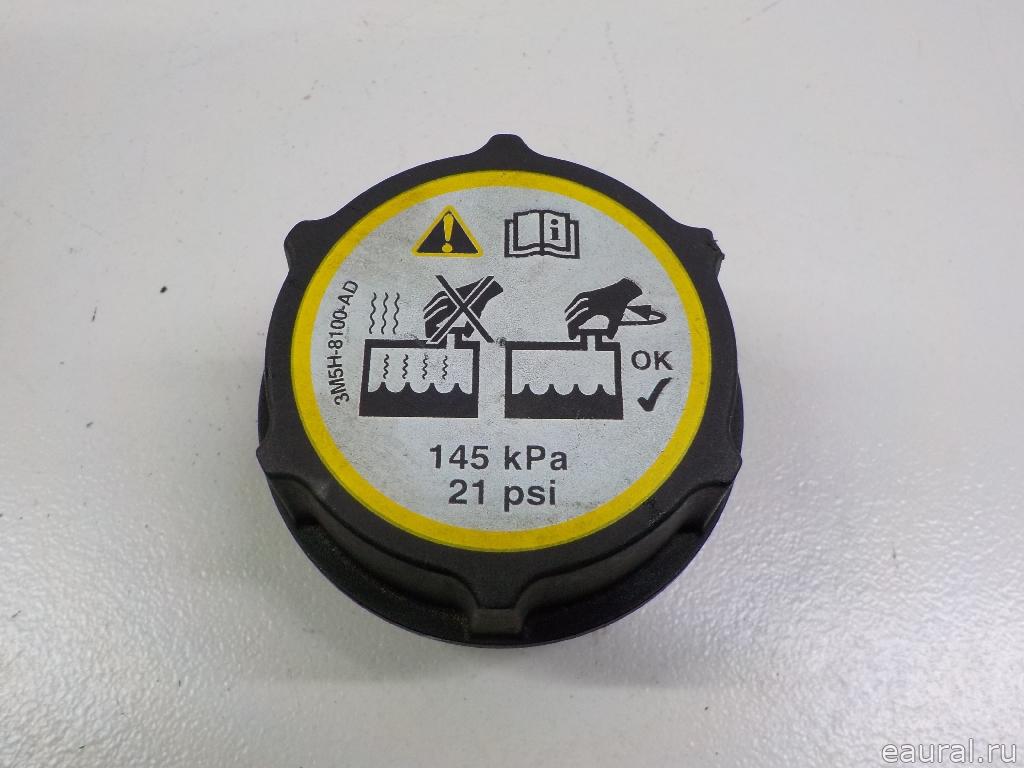 i
3M5H-8100-AD
OK
145 kPa
21 psi
eaural.ru